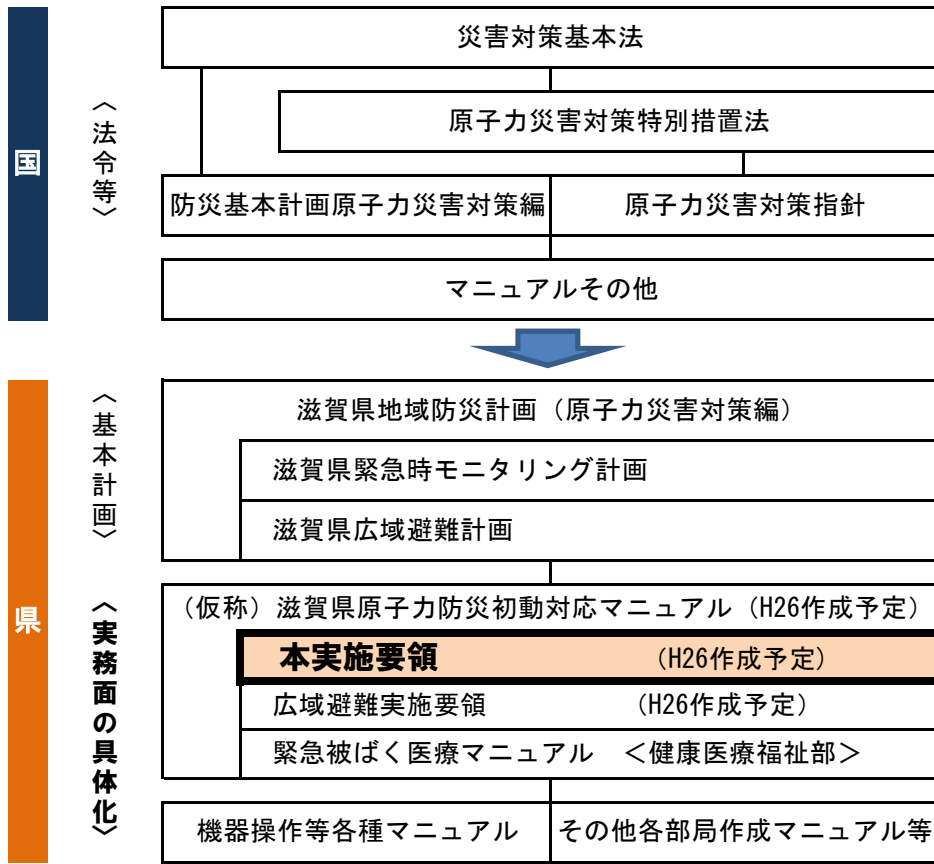 国
〈法令等〉
災害対策基本法
原子力災害対策特別措置法
防災基本計画原子力災害対策編
原子力災害対策指針
マニュアルその他
県
〈基本計画〉
滋賀県地域防災計画（原子力災害対策編）
滋賀県緊急時モニタリング計画
滋賀県広域避難計画
〈実務面の具体化〉
（仮称）滋賀県原子力防災初動対応マニュアル（H26作成予定）
本実施要領 （H26作成予定）
広域避難実施要領 （H26作成予定）
緊急被ばく医療マニュアル ＜健康医療福祉部＞
機器操作等各種マニュアル
その他各部局作成マニュアル等